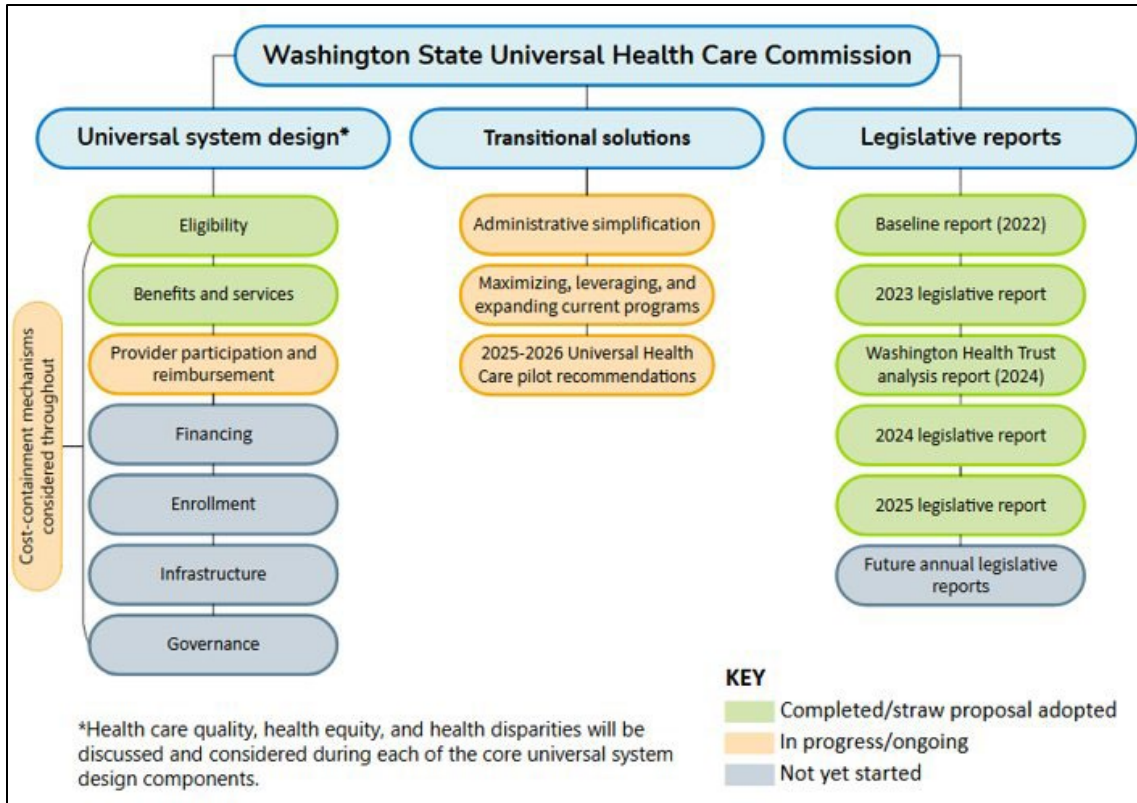 Washington State Universal Health Care Commission
Universal system design*
Eligibility
Benefits and services
Provider participation and
reimbursement
Financing
Enrollment
Infrastructure
Governance
Cost-containment mechanisms
considered throughout
Transitional solutions
Administrative simplification
Maximizing, leveraging, and
expanding current programs
2025-2026 Universal Health
Care pilot recommendations
Legislative reports
Baseline report (2022)
2023 legislative report
Washington Health Trust
analysis report (2024)
2024 legislative report
2025 legislative report
Future annual legislative
reports
*Health care quality, health equity, and health disparities will be
discussed and considered during each of the core universal system
design components.
KEY
Completed/straw proposal adopted
In progress/ongoing
Not yet started